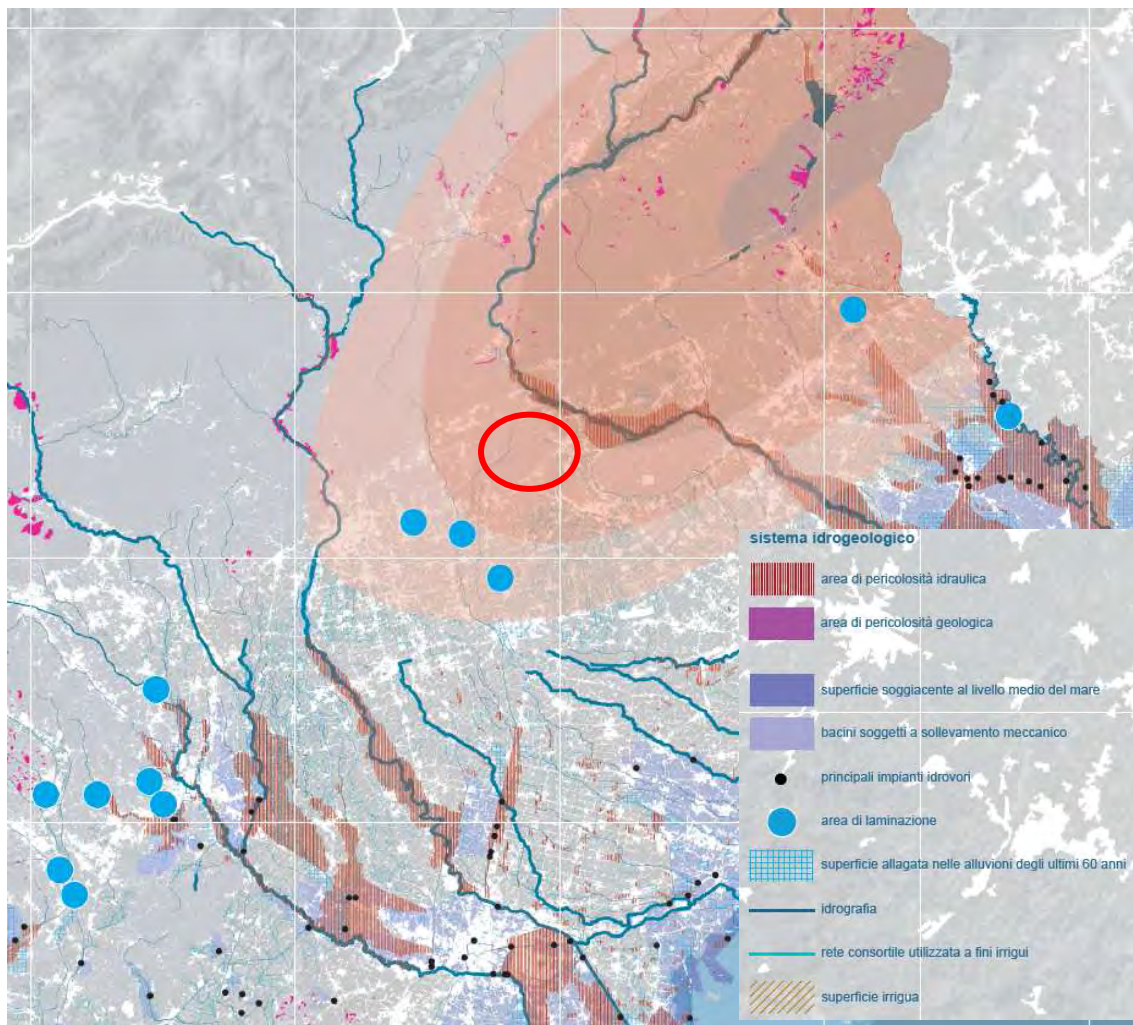 sistema idrogeologico
area di pericolosità idraulica
area di pericolosità geologica
superficie soggiacente al livello medio del mare
bacini soggetti a sollevamento meccanico
principali impianti idrovori
area di laminazione
superficie allagata nelle alluvioni degli ultimi 60 anni
idrografia
rete consortile utilizzata a fini irrigui
superficie irrigua